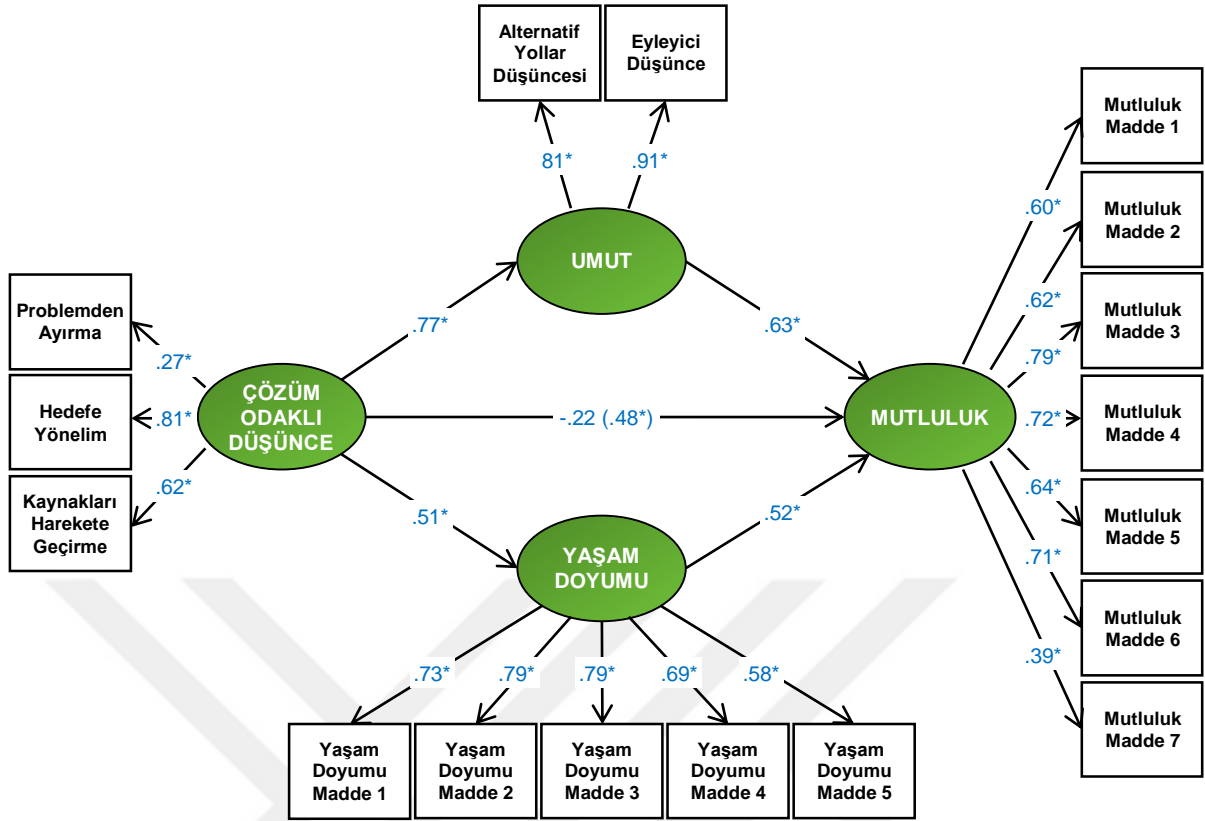 Alternatif
Yollar
Düşüncesi
Eyleyici
Düşünce
81*
.91*
UMUT
.77*
.63*
Problemden
Ayırma
Hedefe
Yönelim
Kaynakları
Harekete
Geçirme
.27*
.81*
.62*
ÇÖZÜM
ODAKLI
DÜŞÜNCE
-.22 (.48*)
MUTLULUK
.51*
.52*
YAŞAM
DOYUMU
.73*
.79*
.79*
.69*
.58*
Yaşam
Doyumu
Madde 1
Yaşam
Doyumu
Madde 2
Yaşam
Doyumu
Madde 3
Yaşam
Doyumu
Madde 4
Yaşam
Doyumu
Madde 5
.60*
.62*
.79*
.72*
.64*
.71*
.39*
Mutluluk
Madde 1
Mutluluk
Madde 2
Mutluluk
Madde 3
Mutluluk
Madde 4
Mutluluk
Madde 5
Mutluluk
Madde 6
Mutluluk
Madde 7